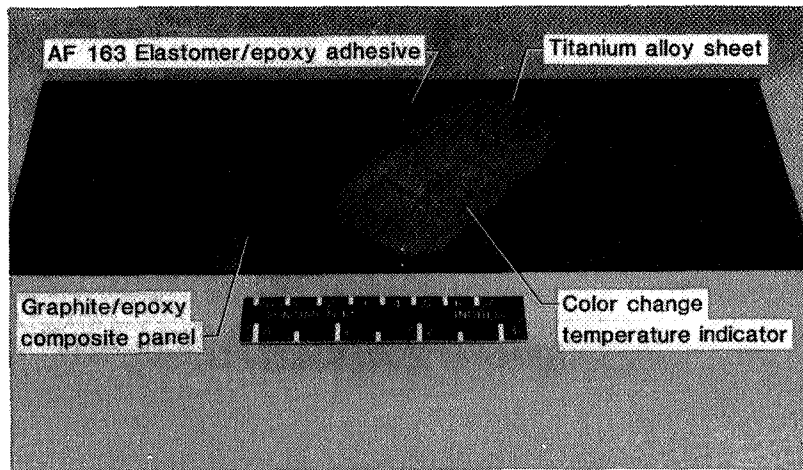 AF 163 Elastomer/epoxy adhesive
Titanium alloy sheet
Graphite/epoxy
composite panel
Color change
temperature indicator
INCHES